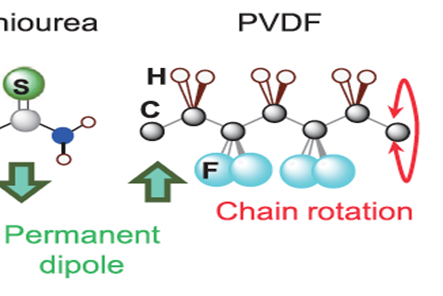 hiourea
PVDF
S
H
C
F
Permanent
dipole
Chain rotation